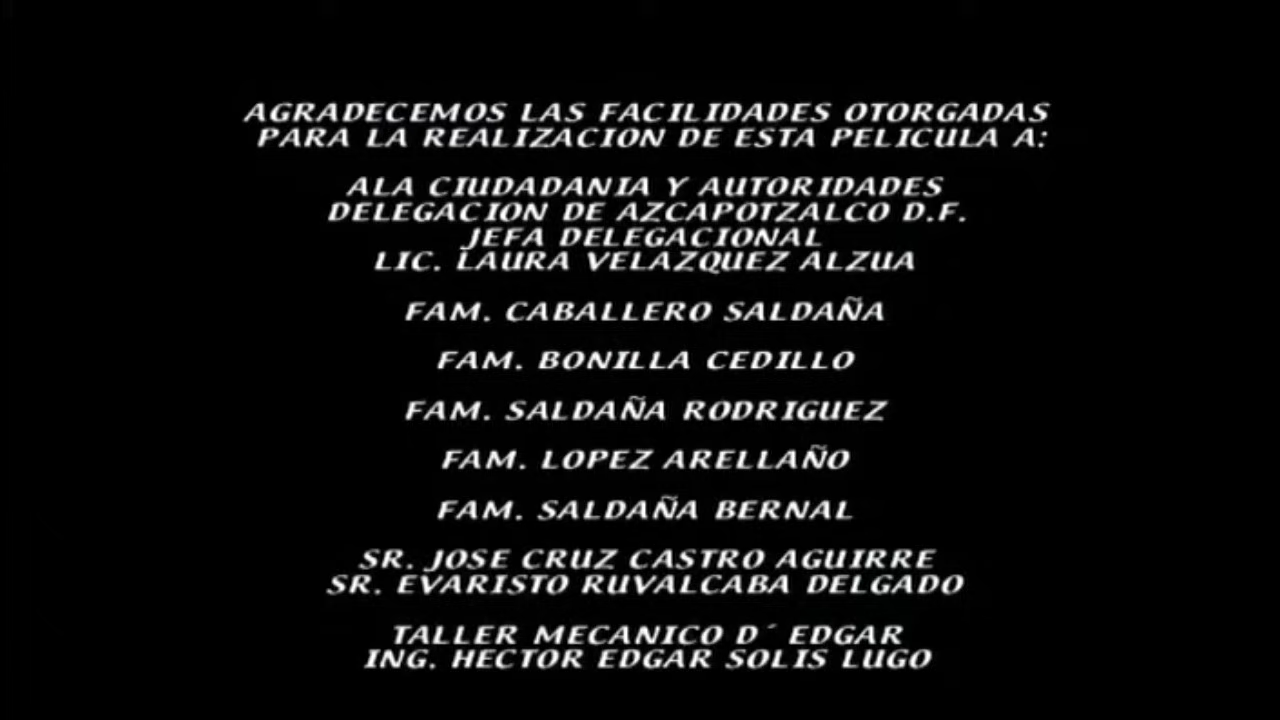 AGRADECEMOS LAS FACILIDADES OTORGADAS
PARA LA REALIZACION DE ESTA PELICULA A:
ALA CIUDADANIA Y AUTORIDADES
DELEGACION DE AZCAPOTZALCO D.F.
JEFA DELEGACIONAL
LIC. LAURA VELAZQUEZ ALZUA
FAM. CABALLERO SALDAÑA
FAM. BONILLA CEDILLO
FAM. SALDAÑA RODRIGUEZ
FAM. LOPEZ ARELLAÑO
FAM. SALDAÑA BERNAL
SR. JOSE CRUZ CASTRO AGUIRRE
SR. EVARISTO RUVALCABA DELGADO
TALLER MECANICO D´ EDGAR
ING. HECTOR EDGAR SOLIS LUGO